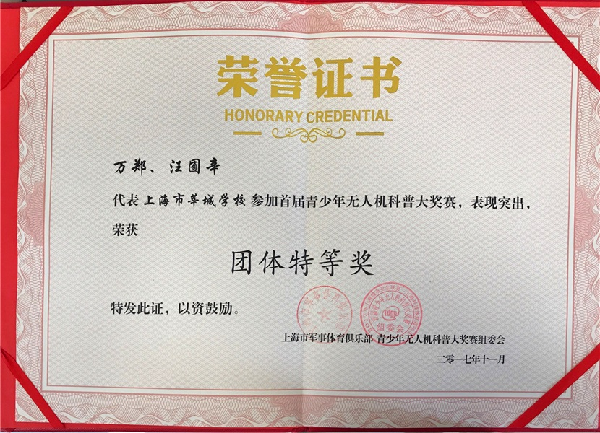 荣誉证书
HONORARY CREDENTIAL
万郑、汪圄辛
代表上海市娄城学校参加首届青少年无人机科普大奖赛，表现突出，
荣获
团体特等奖
特发此证，以资鼓励。
上海市军事体育俱乐部 青少年无人机科普大奖赛组委会
二零一七年十一月